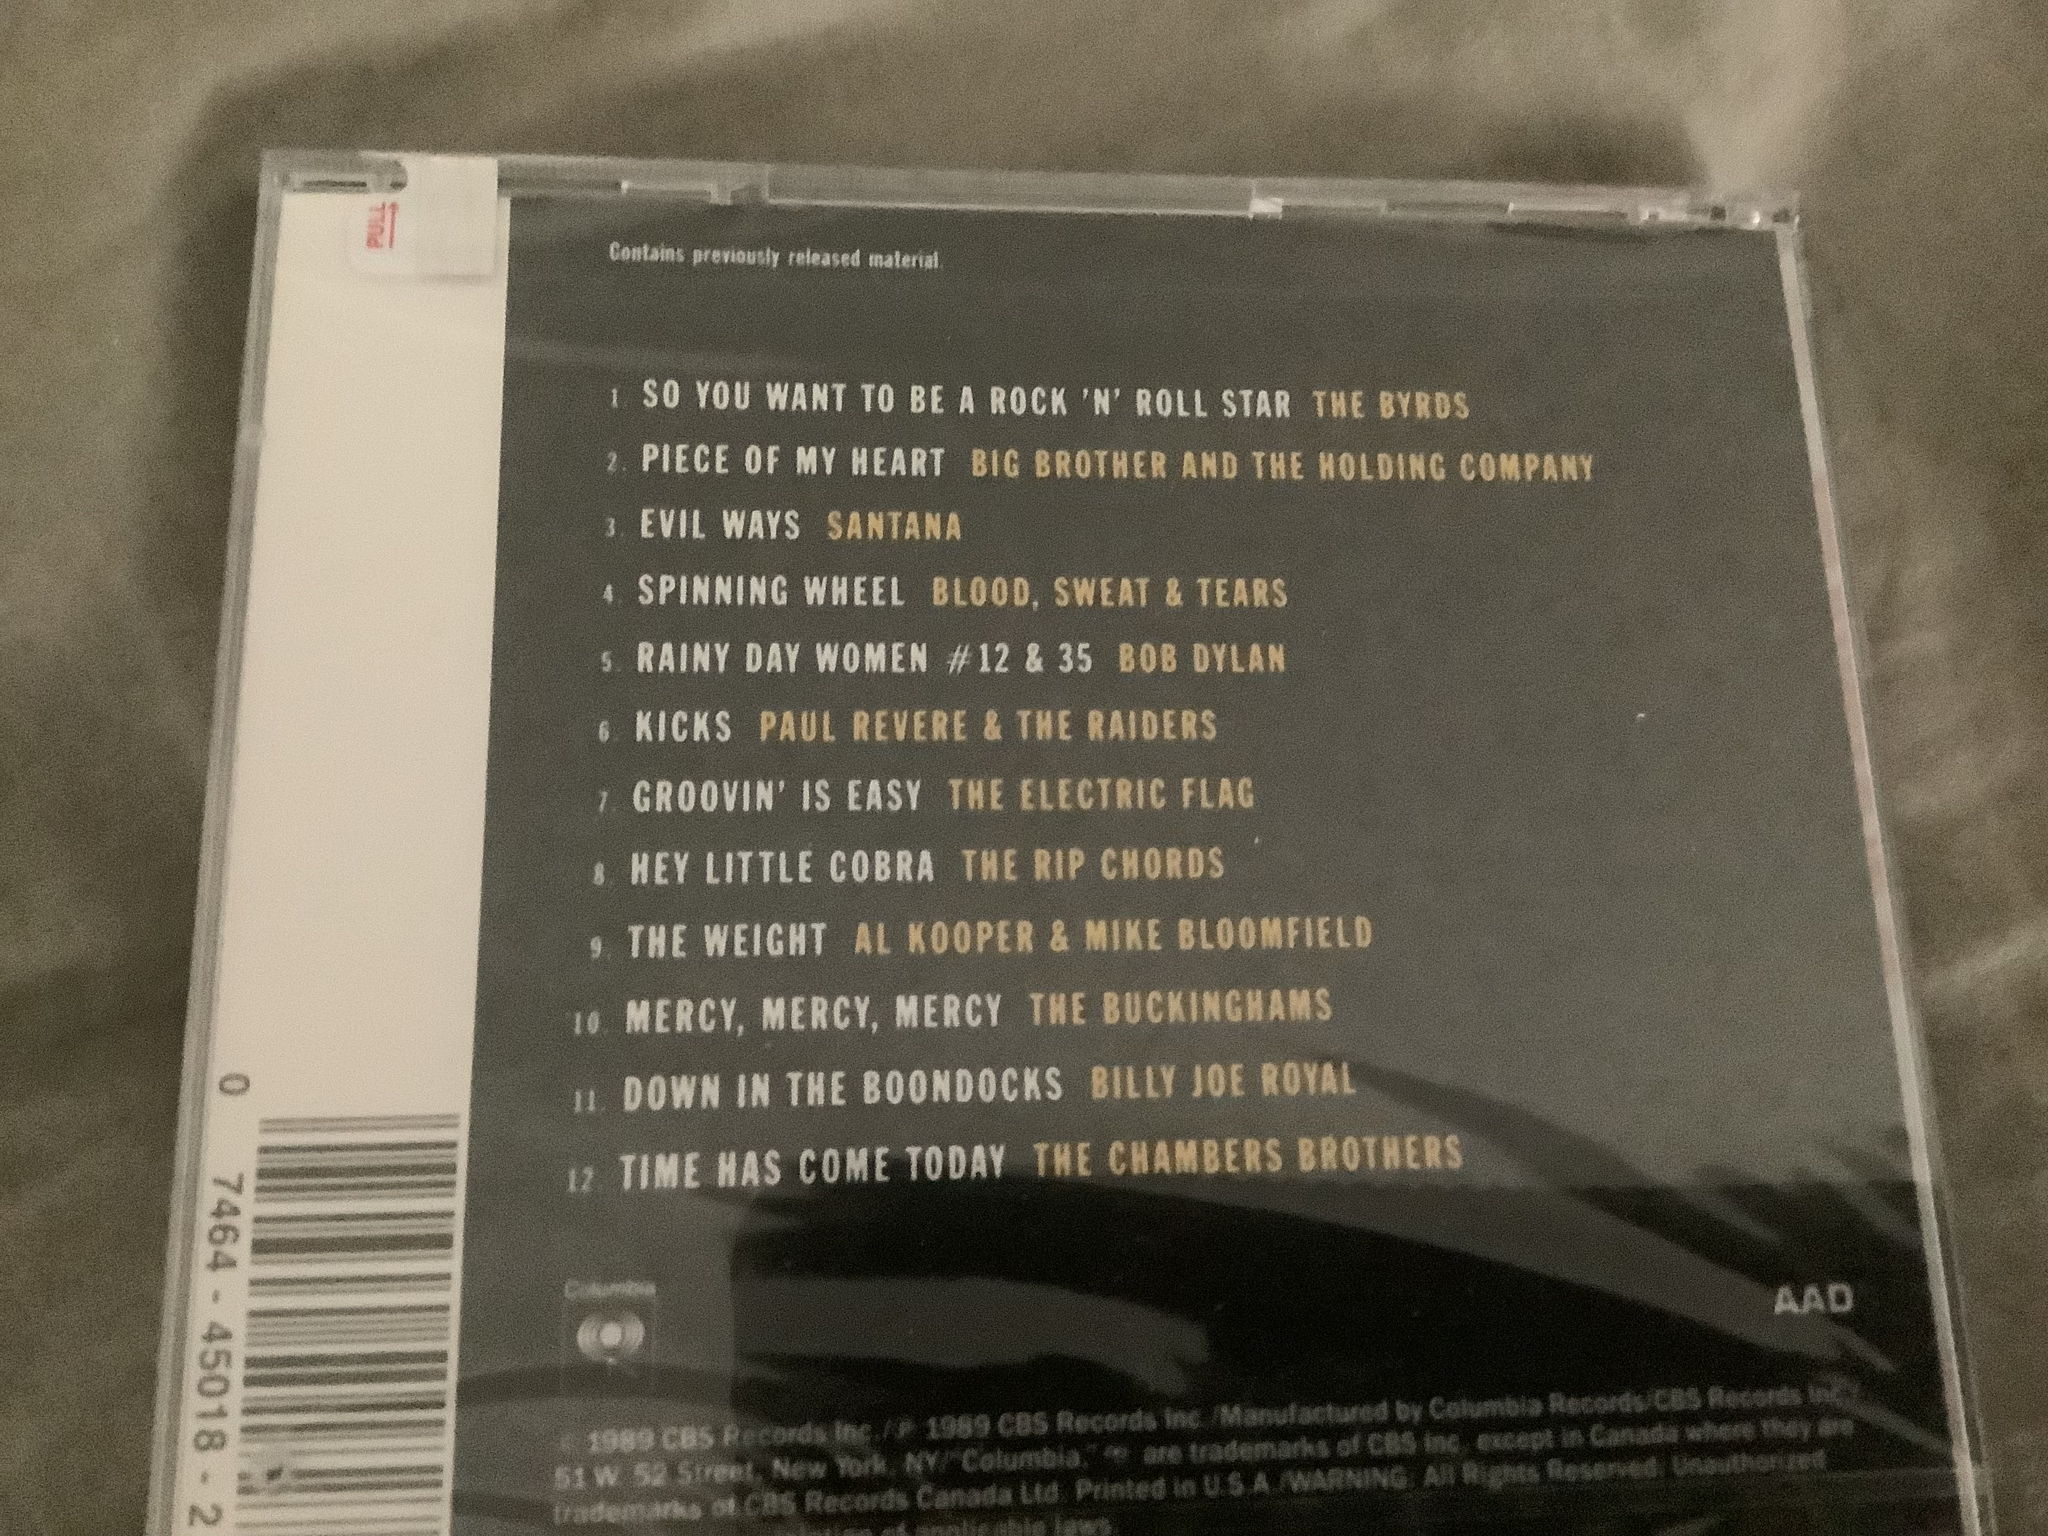 PULL
Contains previously released material.
1. SO YOU WANT TO BE A ROCK 'N' ROLL STAR THE BYRDS
2. PIECE OF MY HEART BIG BROTHER AND THE HOLDING COMPANY
3. EVIL WAYS SANTANA
4. SPINNING WHEEL BLOOD, SWEAT & TEARS
5. RAINY DAY WOMEN #12 & 35 BOB DYLAN
6. KICKS PAUL REVERE & THE RAIDERS
7. GROOVIN' IS EASY THE ELECTRIC FLAG
8. HEY LITTLE COBRA THE RIP CHORDS
9. THE WEIGHT AL KOOPER & MIKE BLOOMFIELD
10. MERCY, MERCY, MERCY THE BUCKINGHAMS
11. DOWN IN THE BOONDOCKS BILLY JOE ROYAL
12. TIME HAS COME TODAY THE CHAMBERS BROTHERS
0 7464-45018-2
Columbia
AAD
1989 CBS Records Inc./℗ 1989 CBS Records Inc./Manufactured by Columbia Records/CBS Records Inc./
51 W. 52 Street, New York, NY/"Columbia," are trademarks of CBS Inc. except in Canada where they are
trademarks of CBS Records Canada Ltd. Printed in U.S.A./WARNING: All Rights Reserved. Unauthorized
of applicable laws.